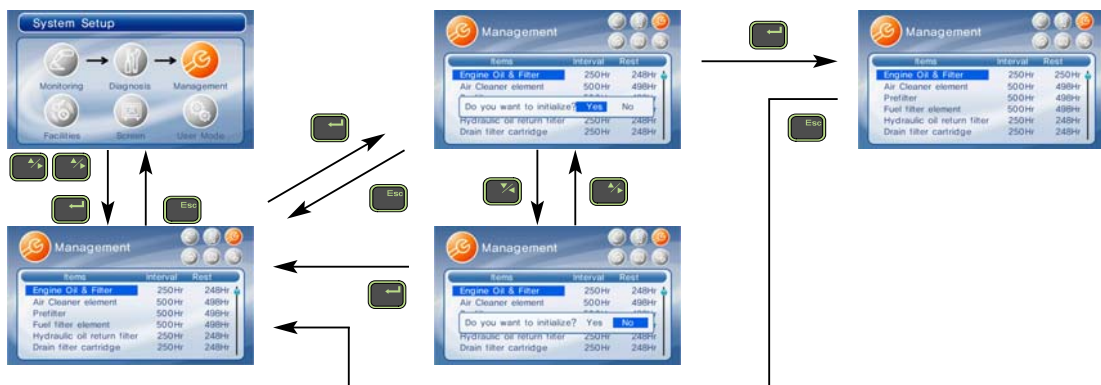 System Setup
Monitoring Diagnosis Management
Facilities Screen User Mode
Esc
Management
Items Interval Rest
Engine Oil & Filter 250Hr 248Hr
Air Cleaner element 500Hr 498Hr
Prefilter 500Hr 498Hr
Fuel filter element 500Hr 498Hr
Hydraulic oil return filter 250Hr 248Hr
Drain filter cartridge 250Hr 248Hr
Esc
Management
Items Interval Rest
Engine Oil & Filter 250Hr 248Hr
Air Cleaner element 500Hr 498Hr
Do you want to initialize? Yes No
Hydraulic oil return filter 250Hr 248Hr
Drain filter cartridge 250Hr 248Hr
Management
Items Interval Rest
Engine Oil & Filter 250Hr 248Hr
Air Cleaner element 500Hr 498Hr
Do you want to initialize? Yes No
Hydraulic oil return filter 250Hr 248Hr
Drain filter cartridge 250Hr 248Hr
Management
Items Interval Rest
Engine Oil & Filter 250Hr 250Hr
Air Cleaner element 500Hr 498Hr
Prefilter 500Hr 498Hr
Fuel filter element 500Hr 498Hr
Hydraulic oil return filter 250Hr 248Hr
Drain filter cartridge 250Hr 248Hr
Esc